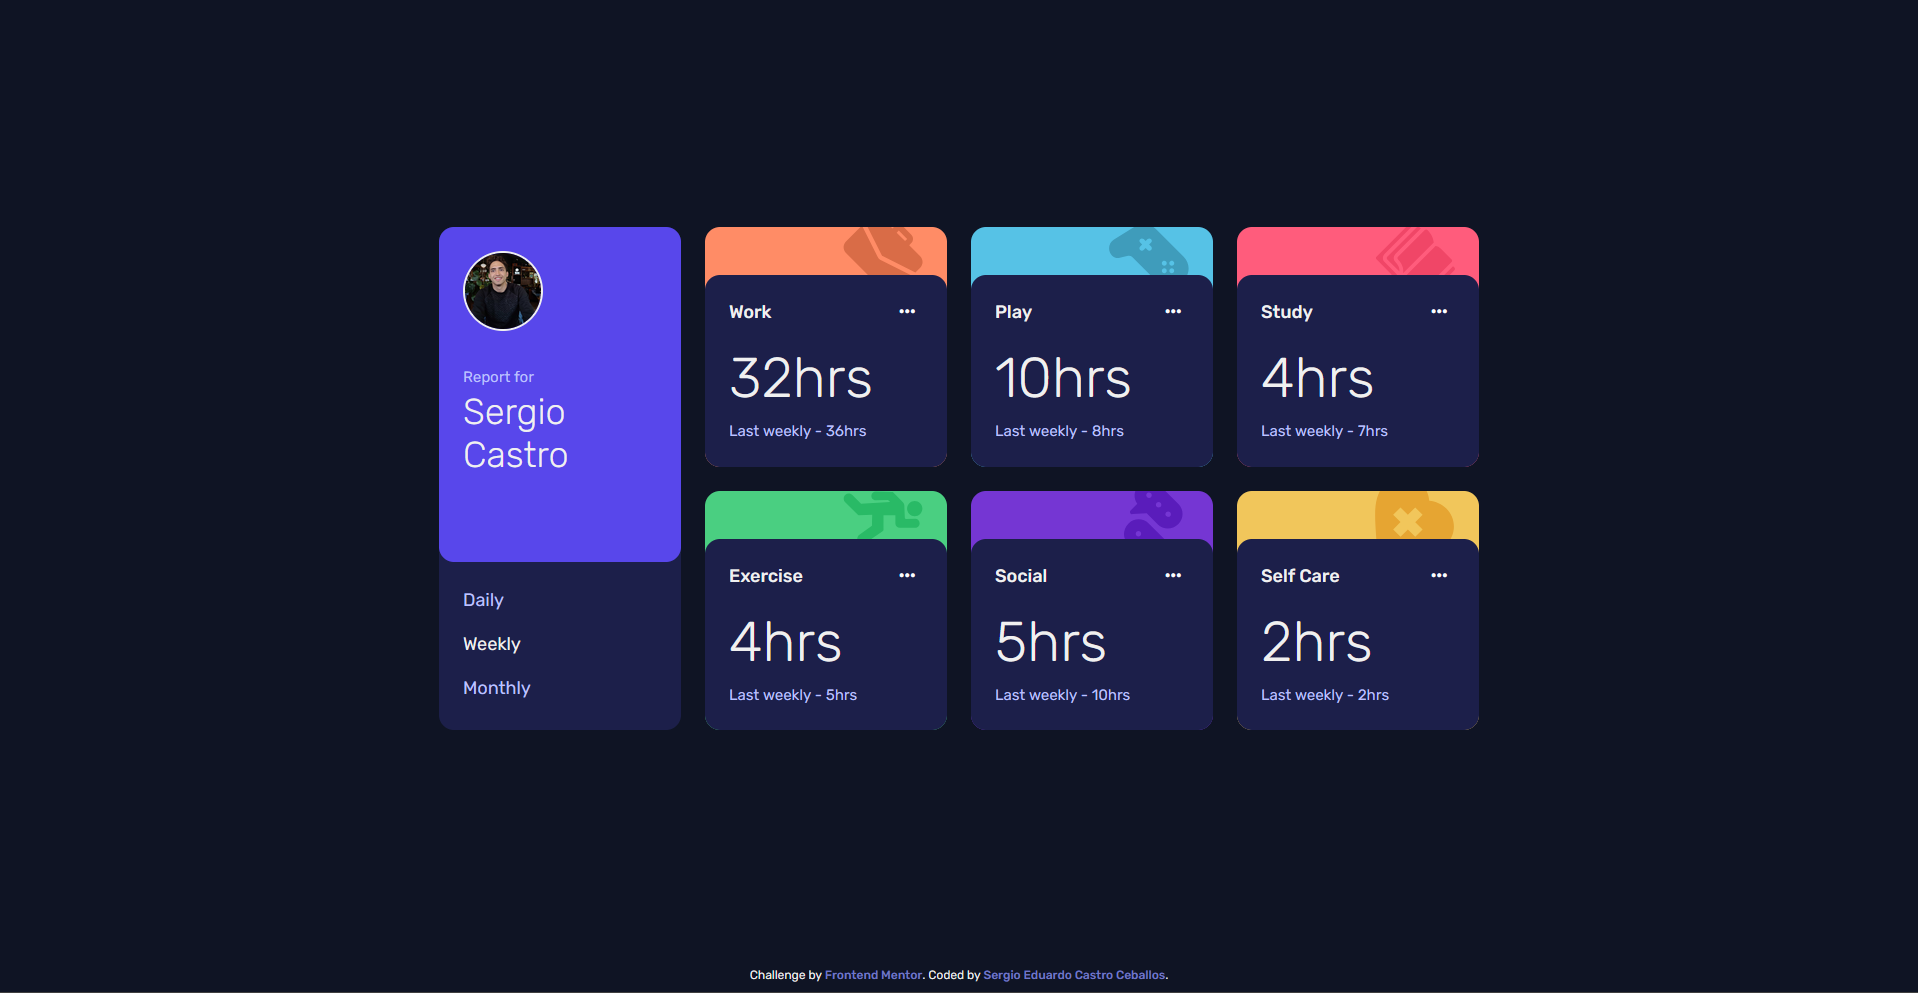 Report for
Sergio
Castro
Daily
Weekly
Monthly
Work
32hrs
Last weekly - 36hrs
Play
10hrs
Last weekly - 8hrs
Study
4hrs
Last weekly - 7hrs
Exercise
4hrs
Last weekly - 5hrs
Social
5hrs
Last weekly - 10hrs
Self Care
2hrs
Last weekly - 2hrs
Challenge by Frontend Mentor. Coded by Sergio Eduardo Castro Ceballos.